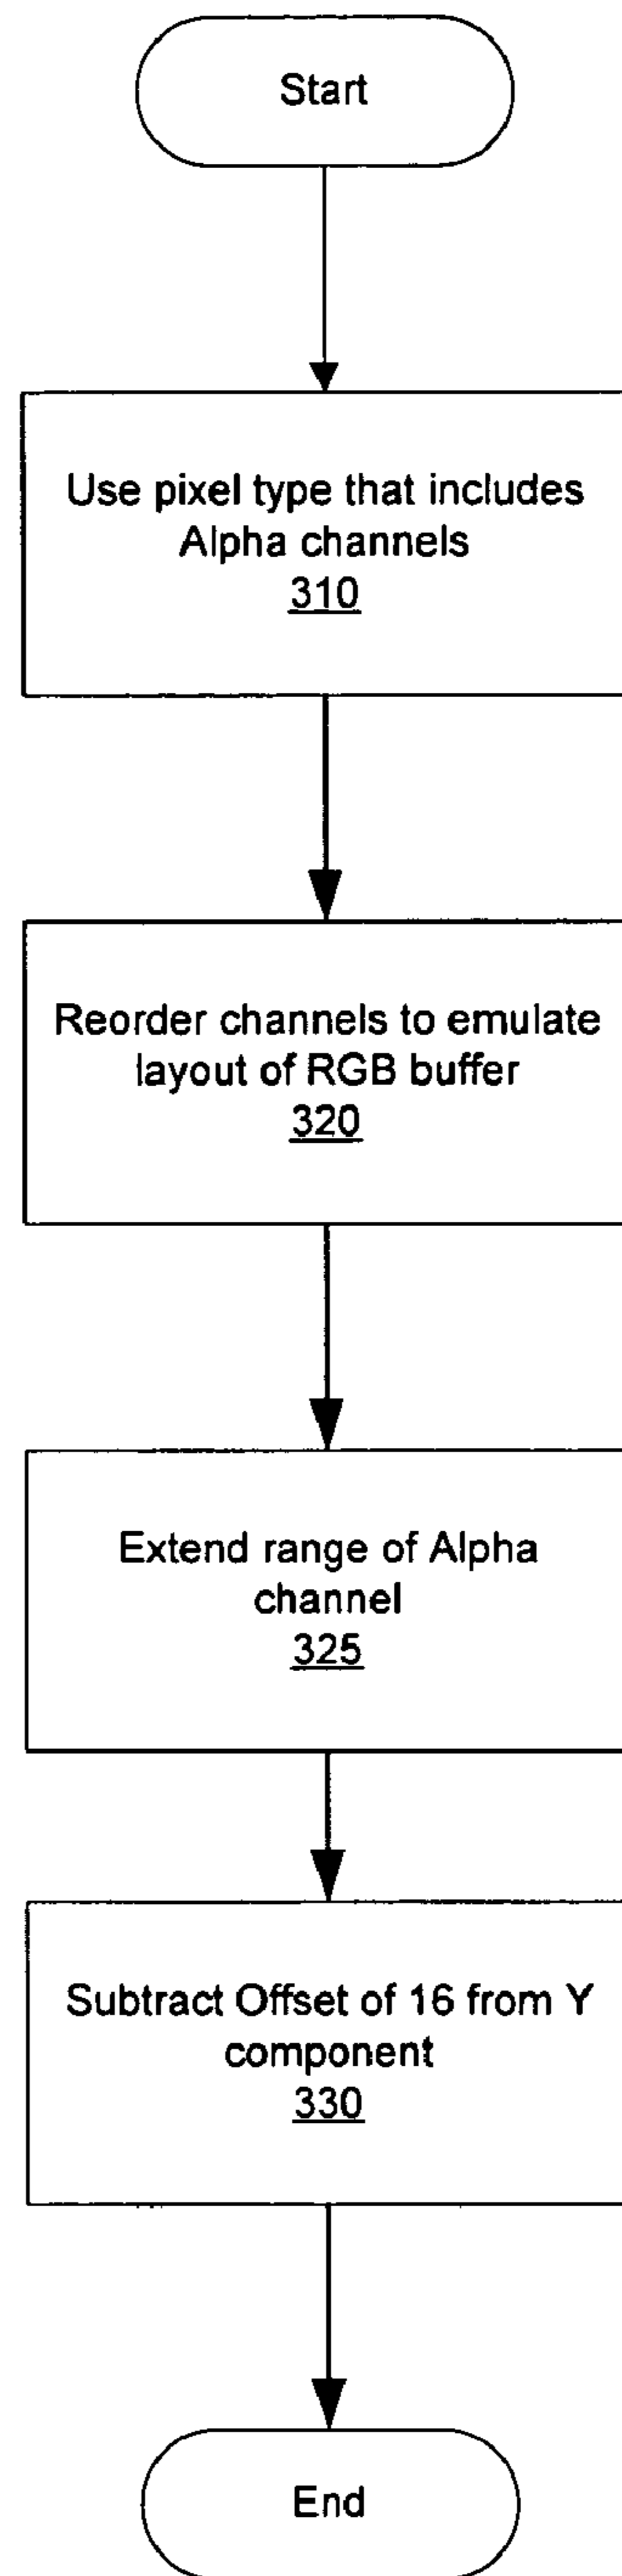 Start
Use pixel type that includes
Alpha channels
310
Reorder channels to emulate
layout of RGB buffer
320
Extend range of Alpha
channel
325
Subtract Offset of 16 from Y
component
330
End